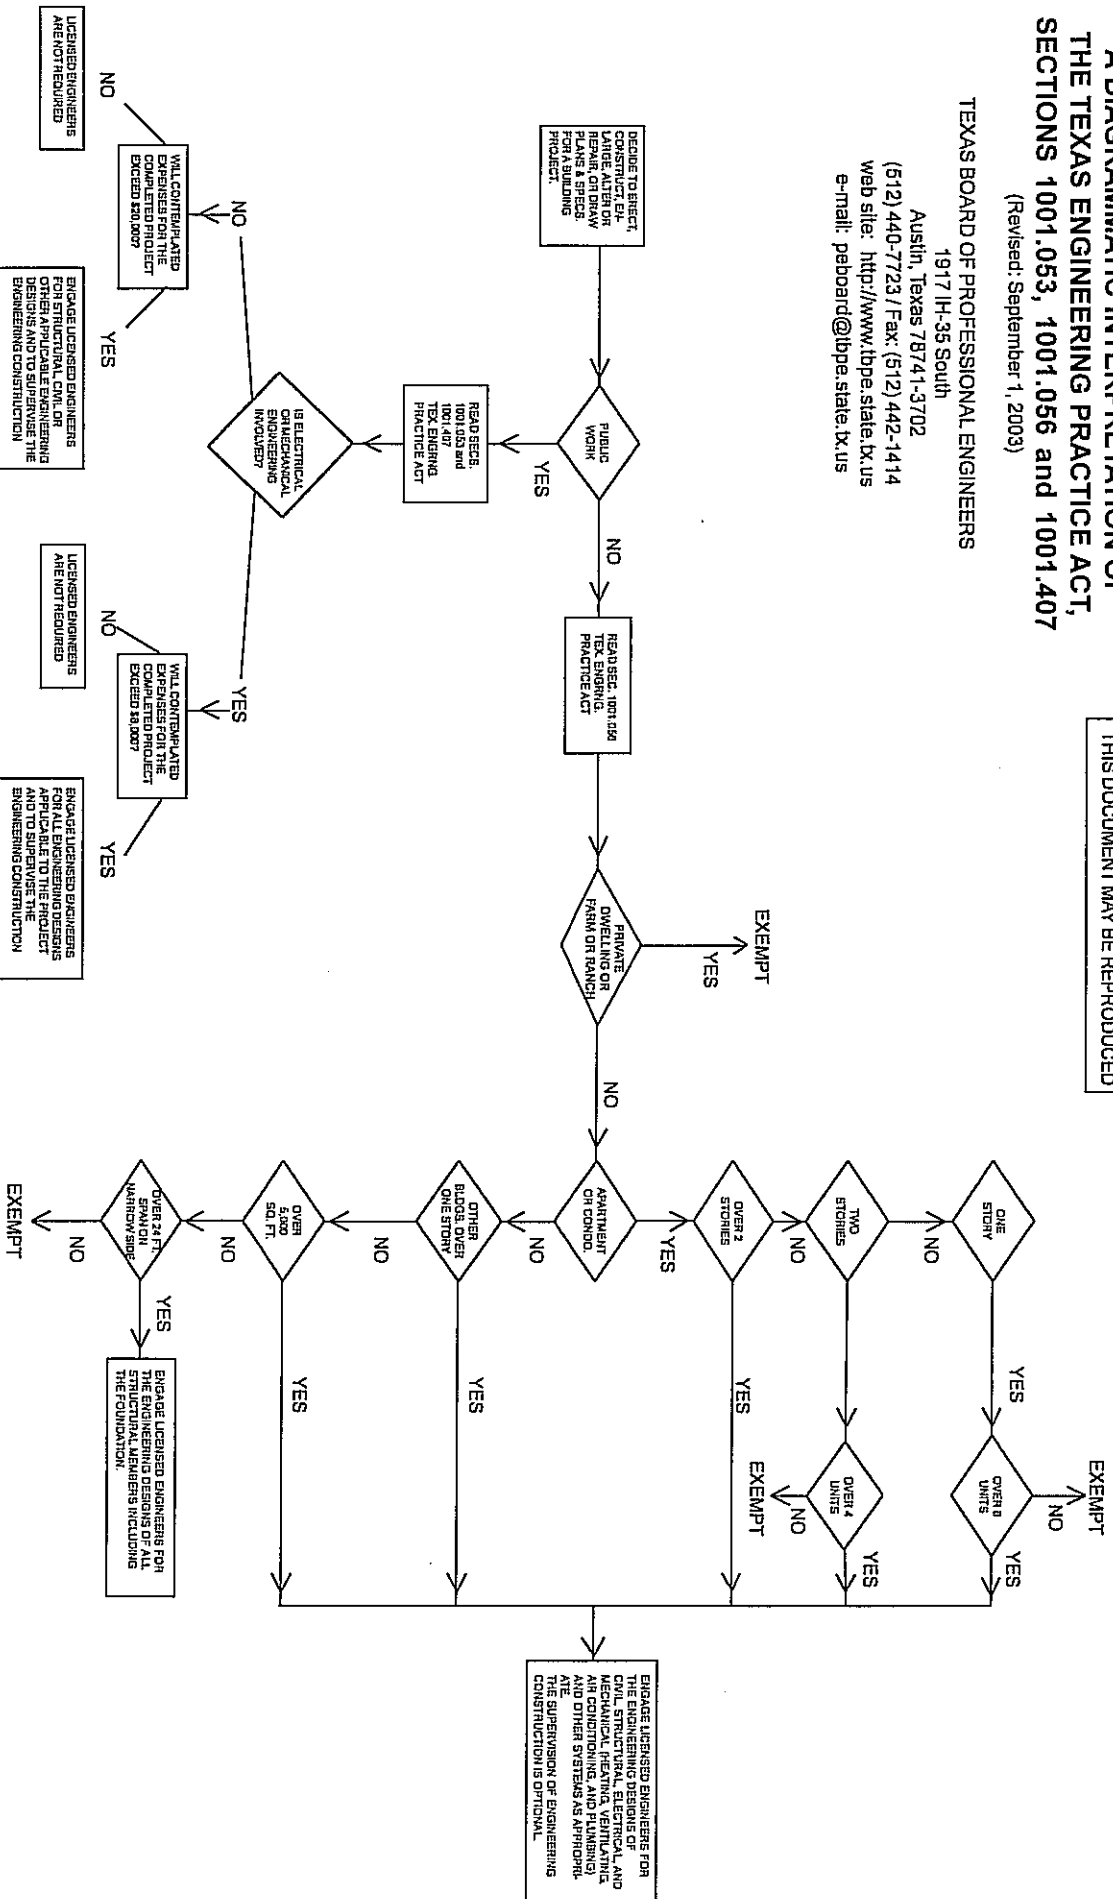 A DIAGRAMMATIC INTERPRETATION OF
THE TEXAS ENGINEERING PRACTICE ACT,
SECTIONS 1001.053, 1001.056 and 1001.407
(Revised: September 1, 2003)
THIS DOCUMENT MAY BE REPRODUCED
TEXAS BOARD OF PROFESSIONAL ENGINEERS
1917 IH-35 South
Austin, Texas 78741-3702
(512) 440-7723 / Fax: (512) 442-1414
web site: http://www.tbpe.state.tx.us
e-mail: peboard@tbpe.state.tx.us
DECIDE TO ERECT,
CONSTRUCT, EN-
LARGE, ALTER OR
REPAIR, OR DRAW
PLANS & SPECS.
FOR A BUILDING
PROJECT.
PUBLIC
WORK
NO
READ SEC. 1001.056
TEX. ENGRNG.
PRACTICE ACT
PRIVATE
DWELLING OR
FARM OR RANCH
YES
EXEMPT
NO
APARTMENT
OR CONDO.
YES
OVER 2
STORIES
YES
NO
TWO
STORIES
OVER 4
UNITS
YES
NO
EXEMPT
NO
ONE
STORY
YES
OVER 8
UNITS
YES
NO
EXEMPT
NO
OTHER
BLDGS. OVER
ONE STORY
YES
NO
OVER
5,000
SQ. FT.
YES
NO
OVER 24 FT.
SPAN ON
NARROW SIDE
YES
ENGAGE LICENSED ENGINEERS FOR
THE ENGINEERING DESIGNS OF ALL
STRUCTURAL MEMBERS INCLUDING
THE FOUNDATION.
NO
EXEMPT
ENGAGE LICENSED ENGINEERS FOR
THE ENGINEERING DESIGNS OF
CIVIL, STRUCTURAL, ELECTRICAL, AND
MECHANICAL (HEATING, VENTILATING,
AIR CONDITIONING, AND PLUMBING)
AND OTHER SYSTEMS AS APPROPRI-
ATE.
THE SUPERVISION OF ENGINEERING
CONSTRUCTION IS OPTIONAL
YES
READ SECS.
1001.053 and
1001.407
TEX. ENGRNG.
PRACTICE ACT
IS ELECTRICAL
OR MECHANICAL
ENGINEERING
INVOLVED?
NO
WILL CONTEMPLATED
EXPENSES FOR THE
COMPLETED PROJECT
EXCEED $20,000?
NO
LICENSED ENGINEERS
ARE NOT REQUIRED
YES
ENGAGE LICENSED ENGINEERS
FOR STRUCTURAL, CIVIL OR
OTHER APPLICABLE ENGINEERING
DESIGNS AND TO SUPERVISE THE
ENGINEERING CONSTRUCTION
YES
WILL CONTEMPLATED
EXPENSES FOR THE
COMPLETED PROJECT
EXCEED $8,000?
NO
LICENSED ENGINEERS
ARE NOT REQUIRED
YES
ENGAGE LICENSED ENGINEERS
FOR ALL ENGINEERING DESIGNS
APPLICABLE TO THE PROJECT
AND TO SUPERVISE THE
ENGINEERING CONSTRUCTION